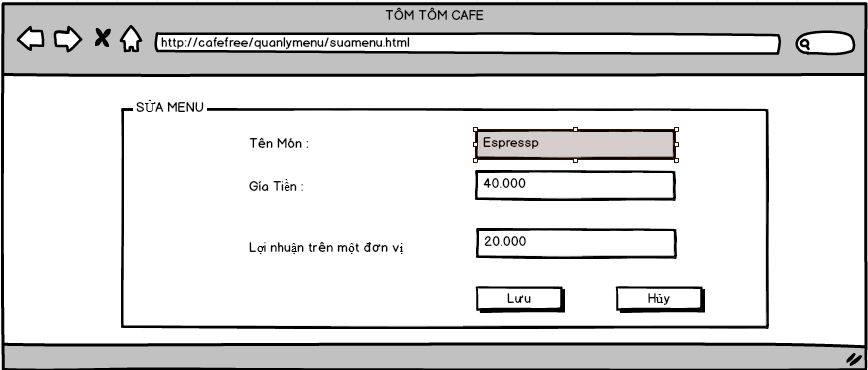 TÔM TÔM CAFE
http://cafefree/quanlymenu/suamenu.html
SỬA MENU
Tên Món :
Espressp
Gía Tiền :
40.000
Lợi nhuận trên một đơn vị
20.000
Lưu
Hủy